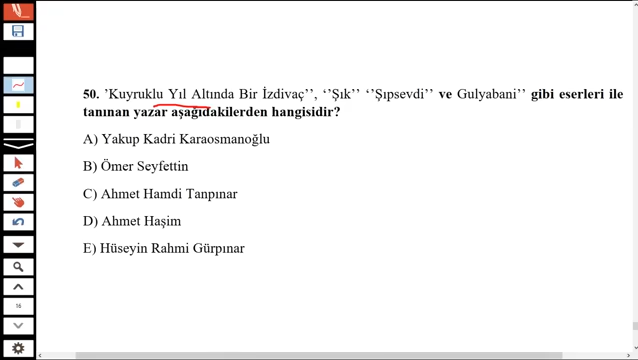 50. ’Kuyruklu Yıl Altında Bir İzdivaç’’, ‘’Şık’’ ‘’Şıpsevdi’’ ve Gulyabani’’ gibi eserleri ile
tanınan yazar aşağıdakilerden hangisidir?
A) Yakup Kadri Karaosmanoğlu
B) Ömer Seyfettin
C) Ahmet Hamdi Tanpınar
D) Ahmet Haşim
E) Hüseyin Rahmi Gürpınar
16